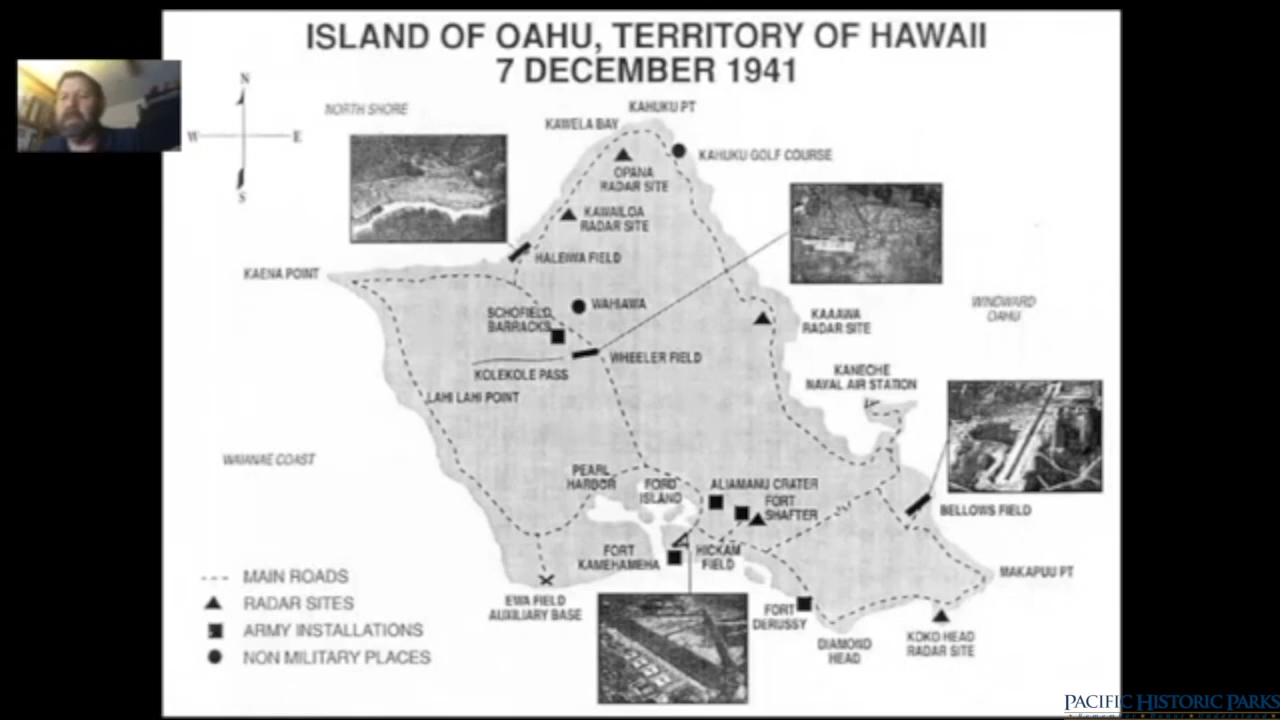 ISLAND OF OAHU, TERRITORY OF HAWAII
7 DECEMBER 1941
N
W
E
S
NORTH SHORE
KAHUKU PT
KAWELA BAY
KAHUKU GOLF COURSE
OPANA
RADAR SITE
KAWAILOA
RADAR SITE
HALEIWA FIELD
KAENA POINT
WAHIAWA
SCHOFIELD
BARRACKS
WINDWARD
OAHU
KAAAWA
RADAR SITE
WHEELER FIELD
KOLEKOLE PASS
KANEOHE
NAVAL AIR STATION
LAHI LAHI POINT
WAIANAE COAST
PEARL
HARBOR
FORD
ISLAND
ALIAMANU CRATER
FORT
SHAFTER
BELLOWS FIELD
FORT
KAMEHAMEHA
HICKAM
FIELD
MAKAPUU PT
EWA FIELD
AUXILIARY BASE
FORT
DERUSSY
DIAMOND
HEAD
KOKO HEAD
RADAR SITE
MAIN ROADS
RADAR SITES
ARMY INSTALLATIONS
NON MILITARY PLACES
PACIFIC HISTORIC PARKS